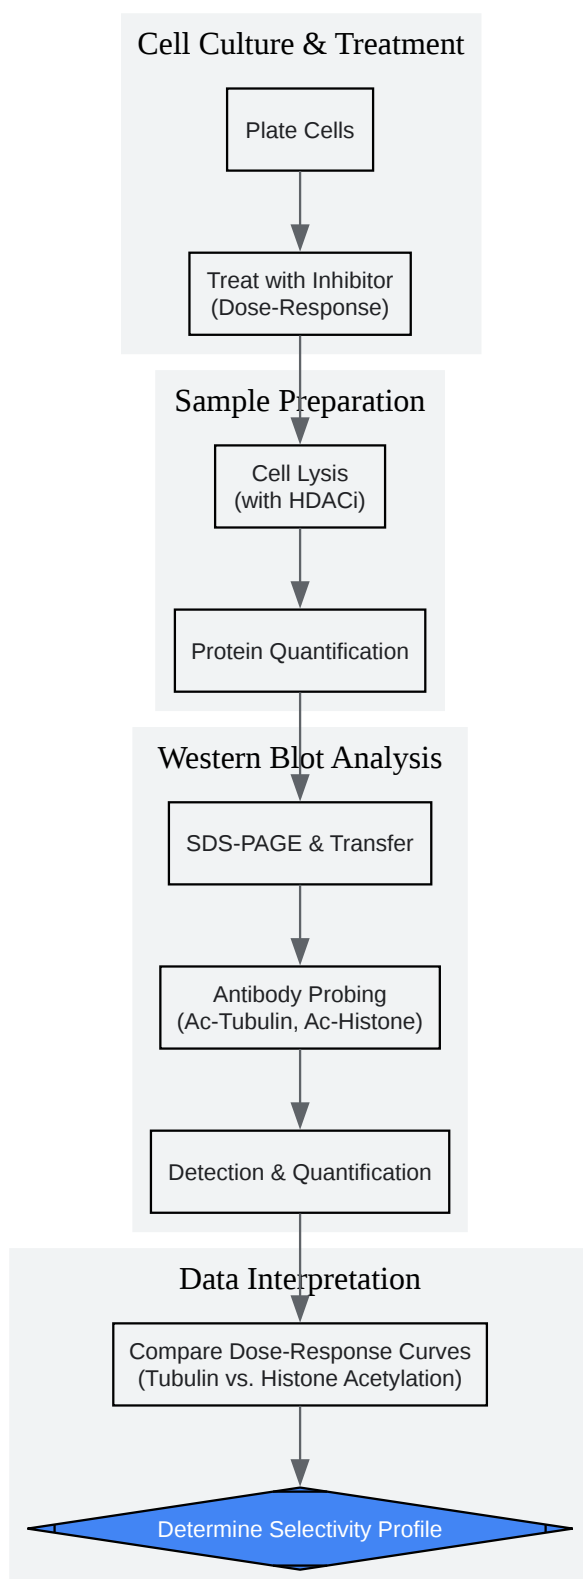 Cell Culture & Treatment
Plate Cells
Treat with Inhibitor
(Dose-Response)
Sample Preparation
Cell Lysis
(with HDACi)
Protein Quantification
Western Blot Analysis
SDS-PAGE & Transfer
Antibody Probing
(Ac-Tubulin, Ac-Histone)
Detection & Quantification
Data Interpretation
Compare Dose-Response Curves
(Tubulin vs. Histone Acetylation)
Determine Selectivity Profile